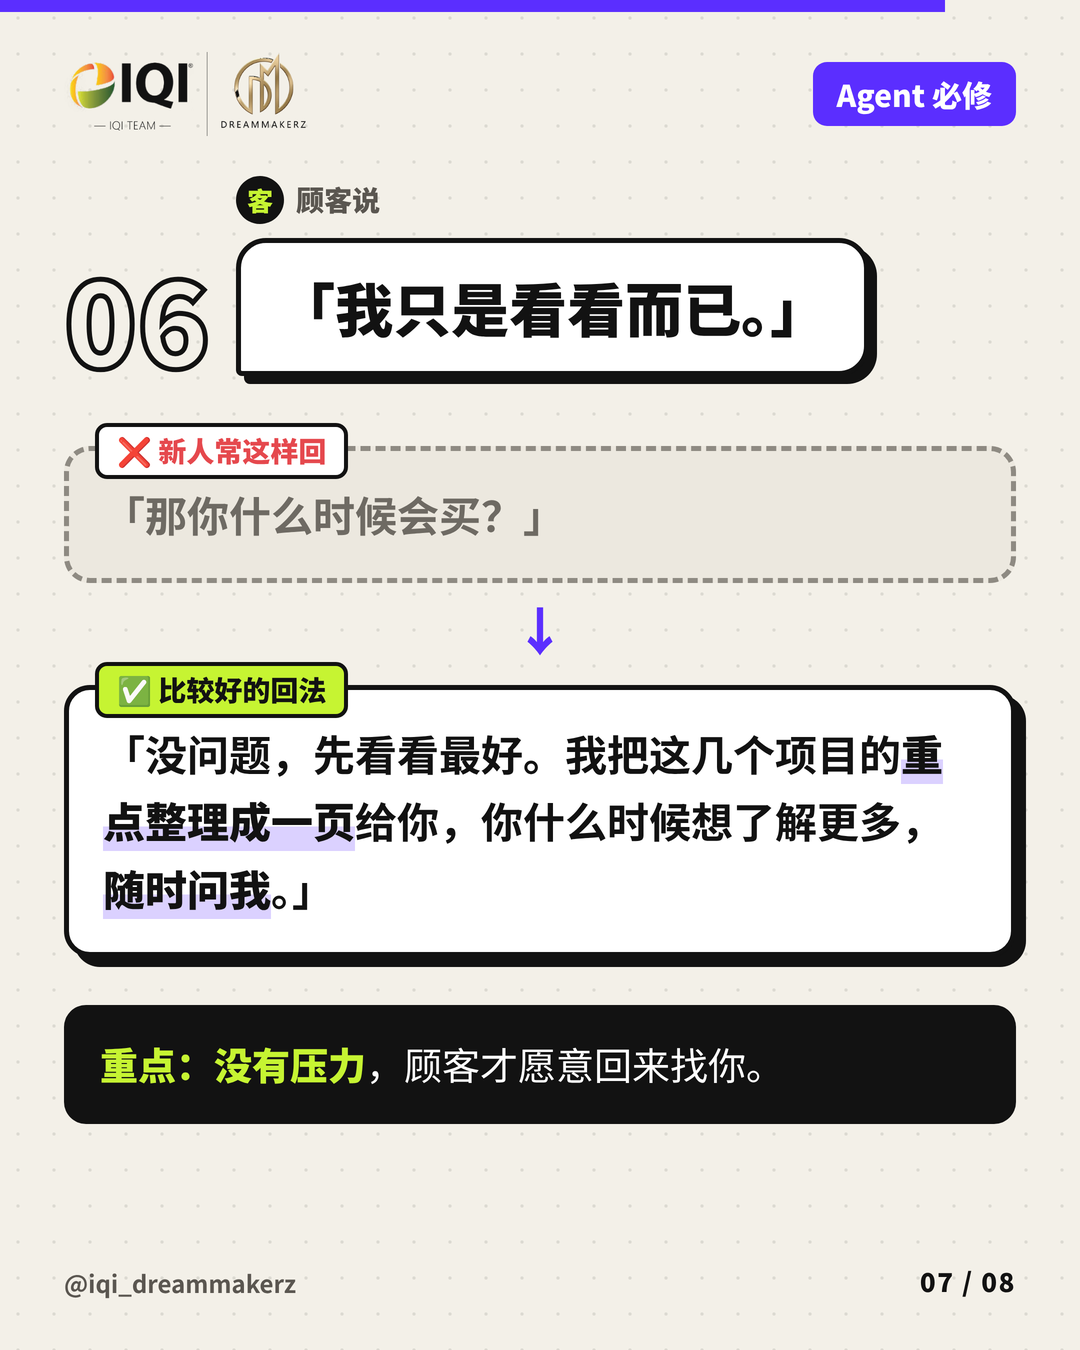 IQI®
— IQI TEAM —
DREAMMAKERZ
Agent 必修
客 顾客说
06
「我只是看看而已。」
❌ 新人常这样回
「那你什么时候会买？」
↓
✅ 比较好的回法
「没问题，先看看最好。我把这几个项目的重
点整理成一页给你，你什么时候想了解更多，
随时问我。」
重点：没有压力，顾客才愿意回来找你。
@iqi_dreammakerz
07 / 08